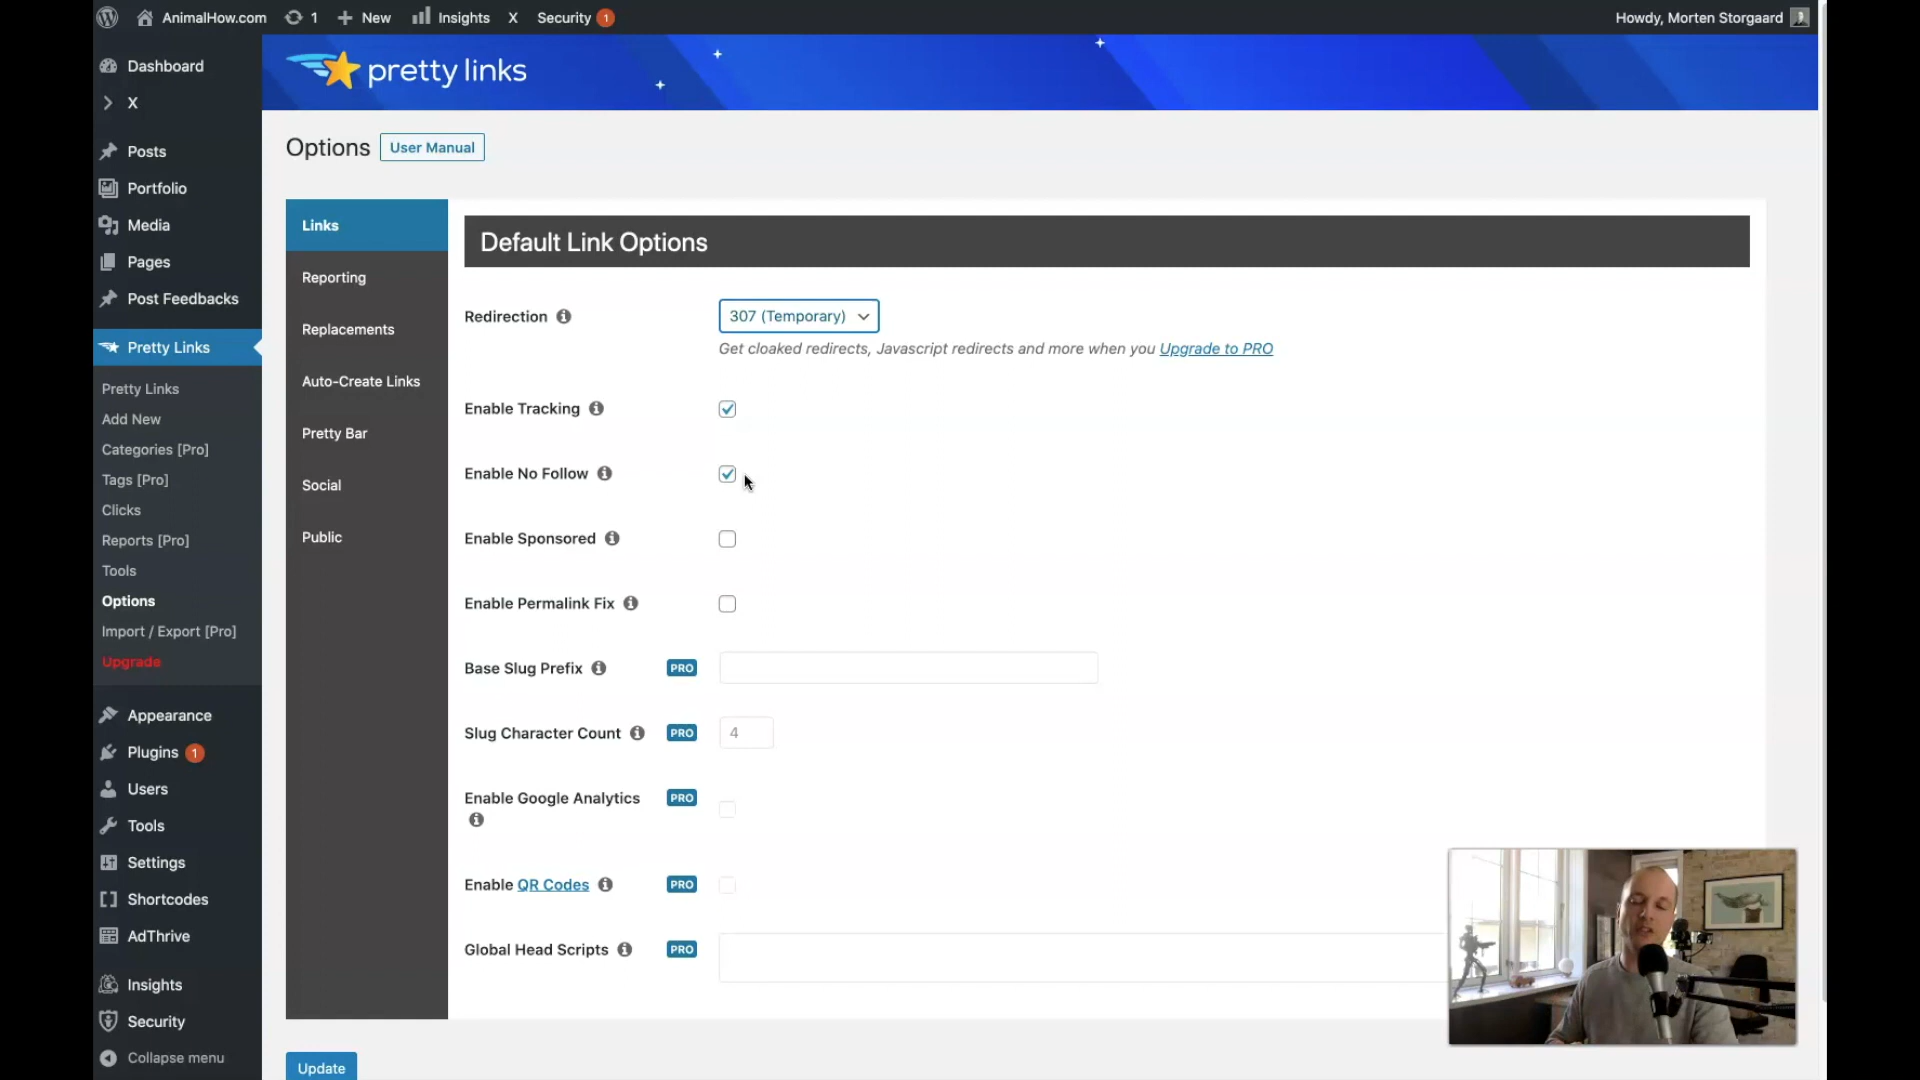 AnimalHow.com 1 New Insights X Security 1 Howdy, Morten Storgaard
Dashboard
X
Posts
Portfolio
Media
Pages
Post Feedbacks
Pretty Links
Pretty Links
Add New
Categories [Pro]
Tags [Pro]
Clicks
Reports [Pro]
Tools
Options
Import / Export [Pro]
Upgrade
Appearance
Plugins 1
Users
Tools
Settings
Shortcodes
AdThrive
Insights
Security
Collapse menu
pretty links
Options User Manual
Links
Reporting
Replacements
Auto-Create Links
Pretty Bar
Social
Public
Default Link Options
Redirection 307 (Temporary)
Get cloaked redirects, Javascript redirects and more when you Upgrade to PRO
Enable Tracking
Enable No Follow
Enable Sponsored
Enable Permalink Fix
Base Slug Prefix PRO
Slug Character Count PRO 4
Enable Google Analytics PRO
Enable QR Codes PRO
Global Head Scripts PRO
Update